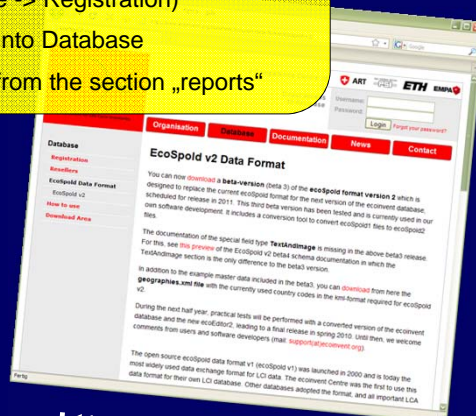 -> Registration)
nto Database
from the section „reports“
ART
ETH EMPA
Username:
Password:
Login Forgot your password?
Organisation Database Documentation News Contact
Database
Registration
Resellers
EcoSpold Data Format
EcoSpold v2
How to use
Download Area
EcoSpold v2 Data Format
You can now download a beta-version (beta 3) of the ecoSpold format version 2 which is
designed to replace the current ecoSpold format for the next version of the ecoinvent database,
scheduled for release in 2011. This third beta version has been tested and is currently used in our
own software development. It includes a conversion tool to convert ecoSpold1 files to ecoSpold2
files.
The documentation of the special field type TextAndImage is missing in the above beta3 release.
For this, see this preview of the EcoSpold v2 beta4 schema documentation in which the
TextAndImage section is the only difference to the beta3 version.
In addition to the example master data included in the beta3, you can download from here the
geographies.xml file with the currently used country codes in the kml-format required for ecoSpold
v2.
During the next half year, practical tests will be performed with a converted version of the ecoinvent
database and the new ecoEditor2, leading to a final release in spring 2010. Until then, we welcome
comments from users and software developers (mail: support(at)ecoinvent.org).
The open source ecoSpold data format v1 (ecoSpold v1) was launched in 2000 and is today the
most widely used data exchange format for LCI data. The ecoinvent Centre was the first to use this
data format for their own LCI database. Other databases adopted the format, and all important LCA
Fertig